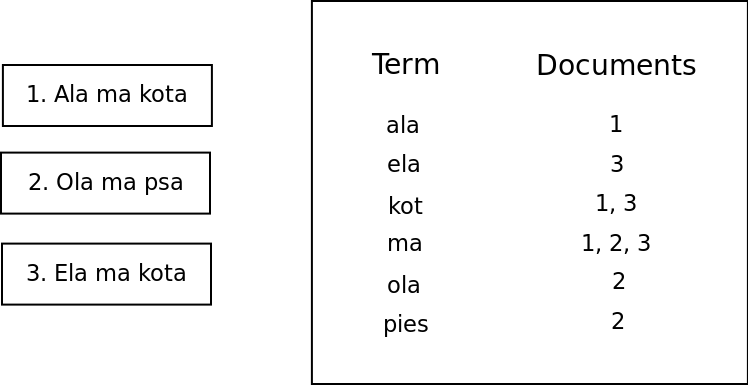 1. Ala ma kota
2. Ola ma psa
3. Ela ma kota
Term Documents
ala 1
ela 3
kot 1, 3
ma 1, 2, 3
ola 2
pies 2